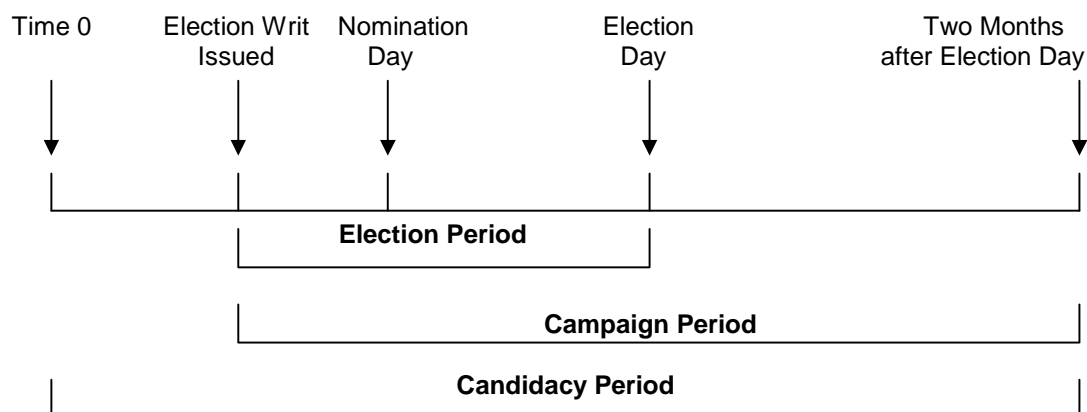 Time 0 Election Writ Nomination Election Two Months
Issued Day Day after Election Day
Election Period
Campaign Period
Candidacy Period